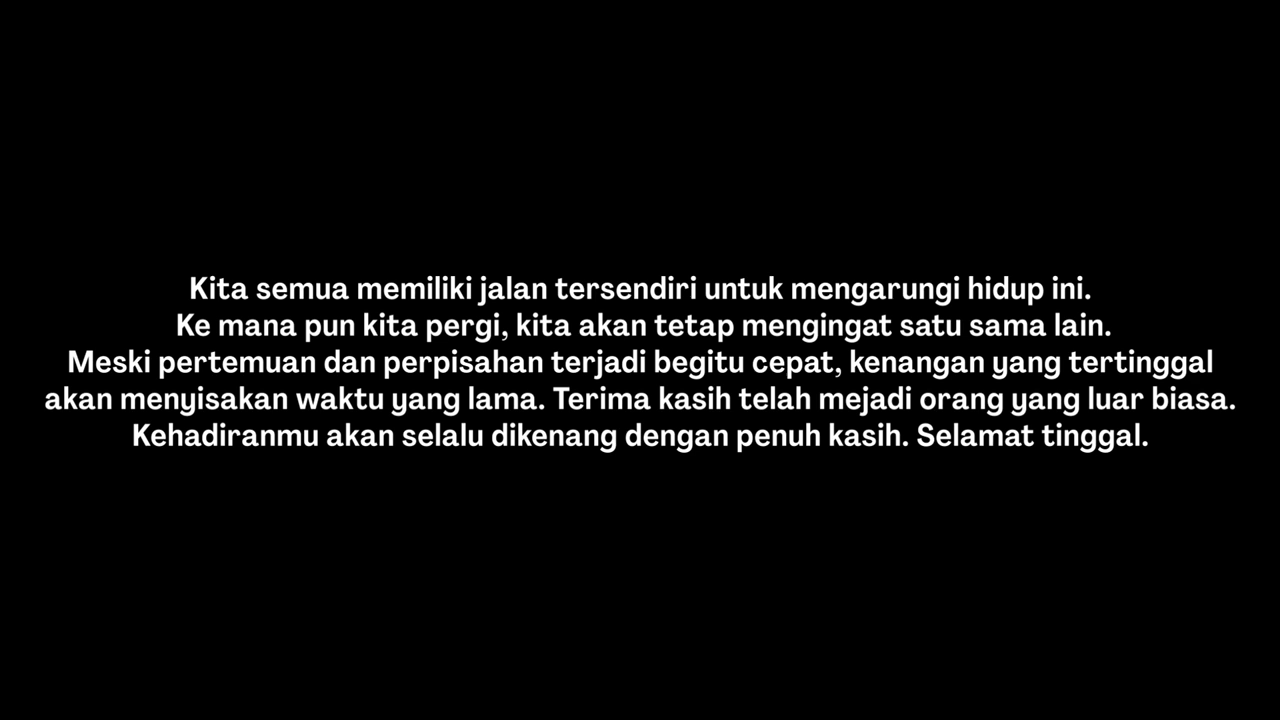 Kita semua memiliki jalan tersendiri untuk mengarungi hidup ini.
Ke mana pun kita pergi, kita akan tetap mengingat satu sama lain.
Meski pertemuan dan perpisahan terjadi begitu cepat, kenangan yang tertinggal
akan menyisakan waktu yang lama. Terima kasih telah mejadi orang yang luar biasa.
Kehadiranmu akan selalu dikenang dengan penuh kasih. Selamat tinggal.